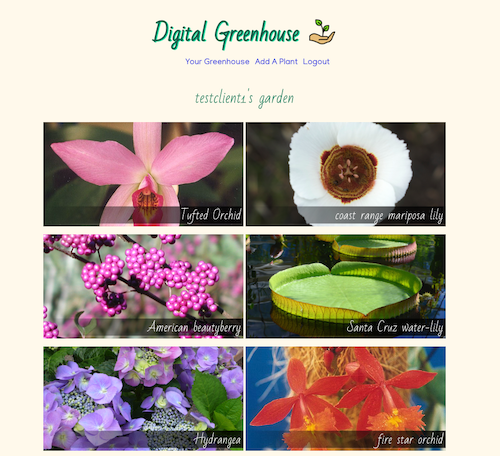 Digital Greenhouse
Your Greenhouse Add A Plant Logout
testclient1's garden
Tufted Orchid
coast range mariposa lily
American beautyberry
Santa Cruz water-lily
Hydrangea
fire star orchid